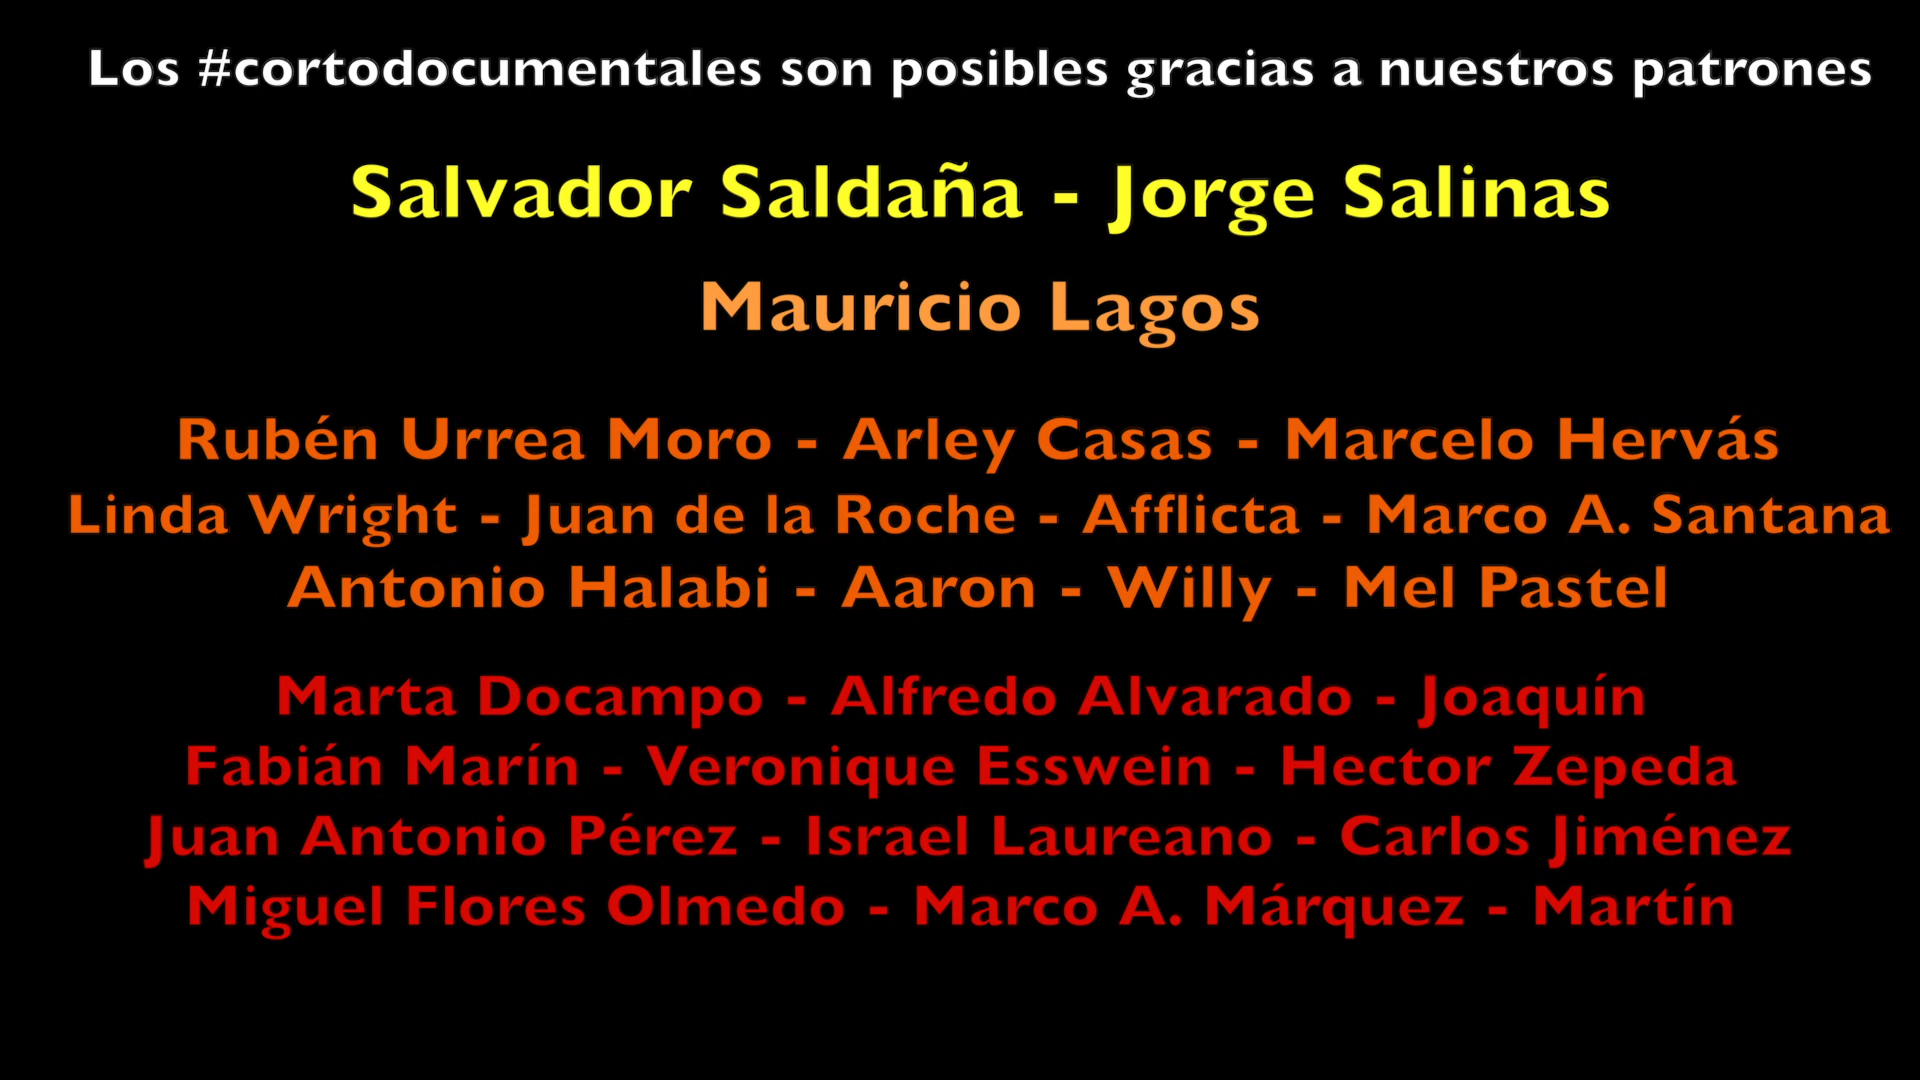 Los #cortodocumentales son posibles gracias a nuestros patrones
Salvador Saldaña - Jorge Salinas
Mauricio Lagos
Rubén Urrea Moro - Arley Casas - Marcelo Hervás
Linda Wright - Juan de la Roche - Afflicta - Marco A. Santana
Antonio Halabi - Aaron - Willy - Mel Pastel
Marta Docampo - Alfredo Alvarado - Joaquín
Fabián Marín - Veronique Esswein - Hector Zepeda
Juan Antonio Pérez - Israel Laureano - Carlos Jiménez
Miguel Flores Olmedo - Marco A. Márquez - Martín